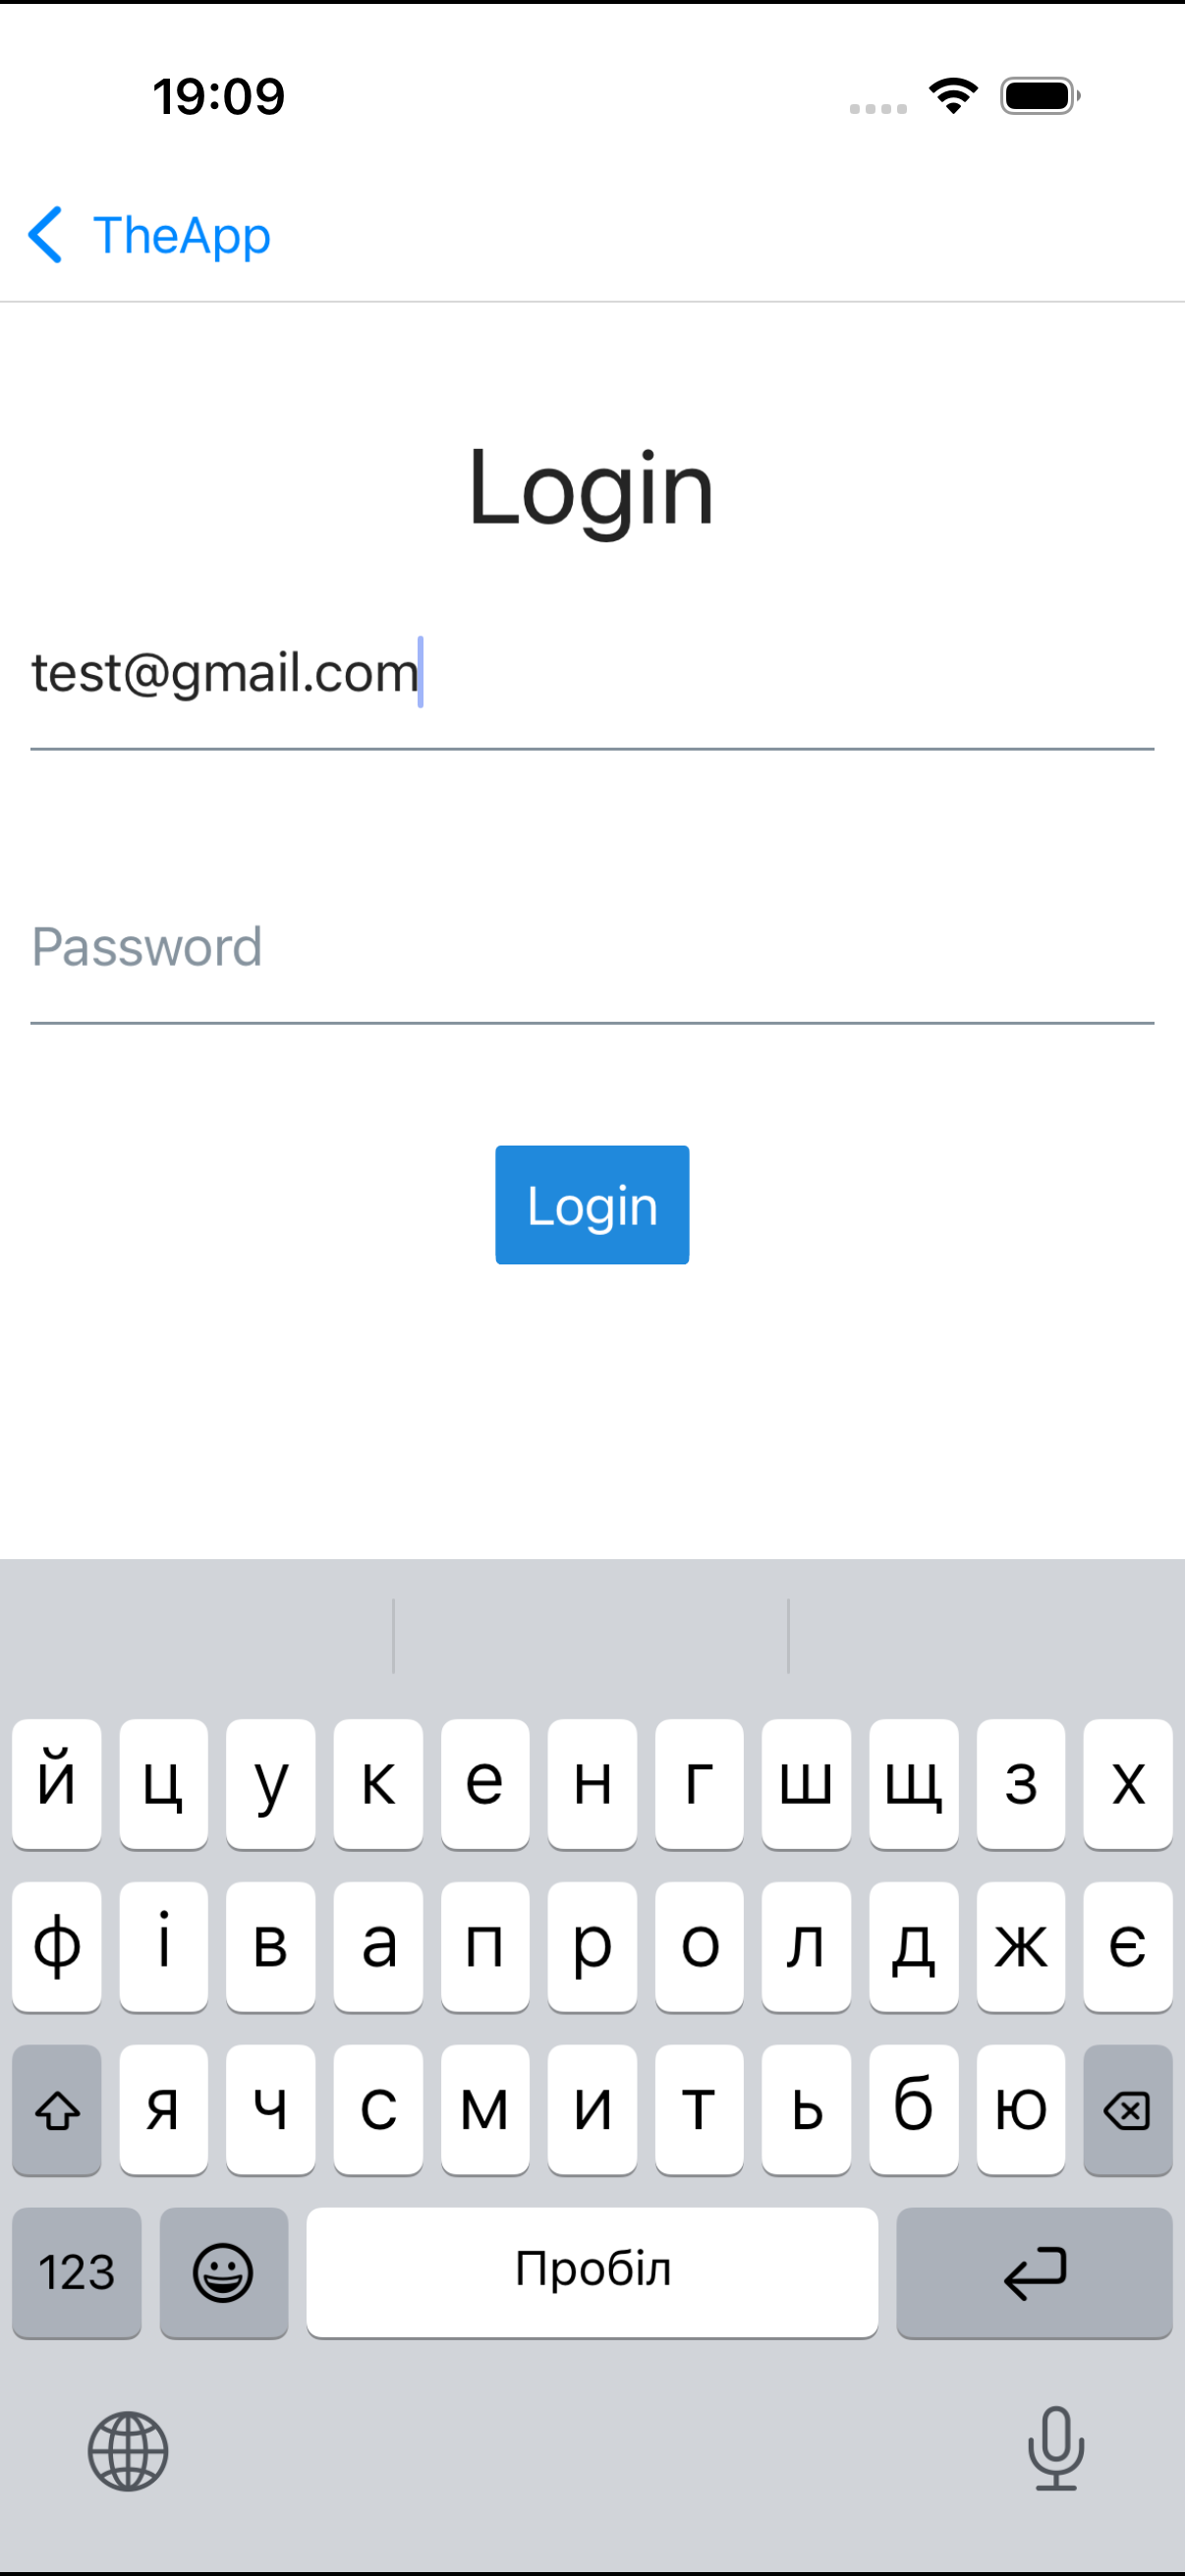 19:09
TheApp
Login
test@gmail.com
Password
Login
й ц у к е н г ш щ з х
ф і в а п р о л д ж є
я ч с м и т ь б ю
123 Пробіл